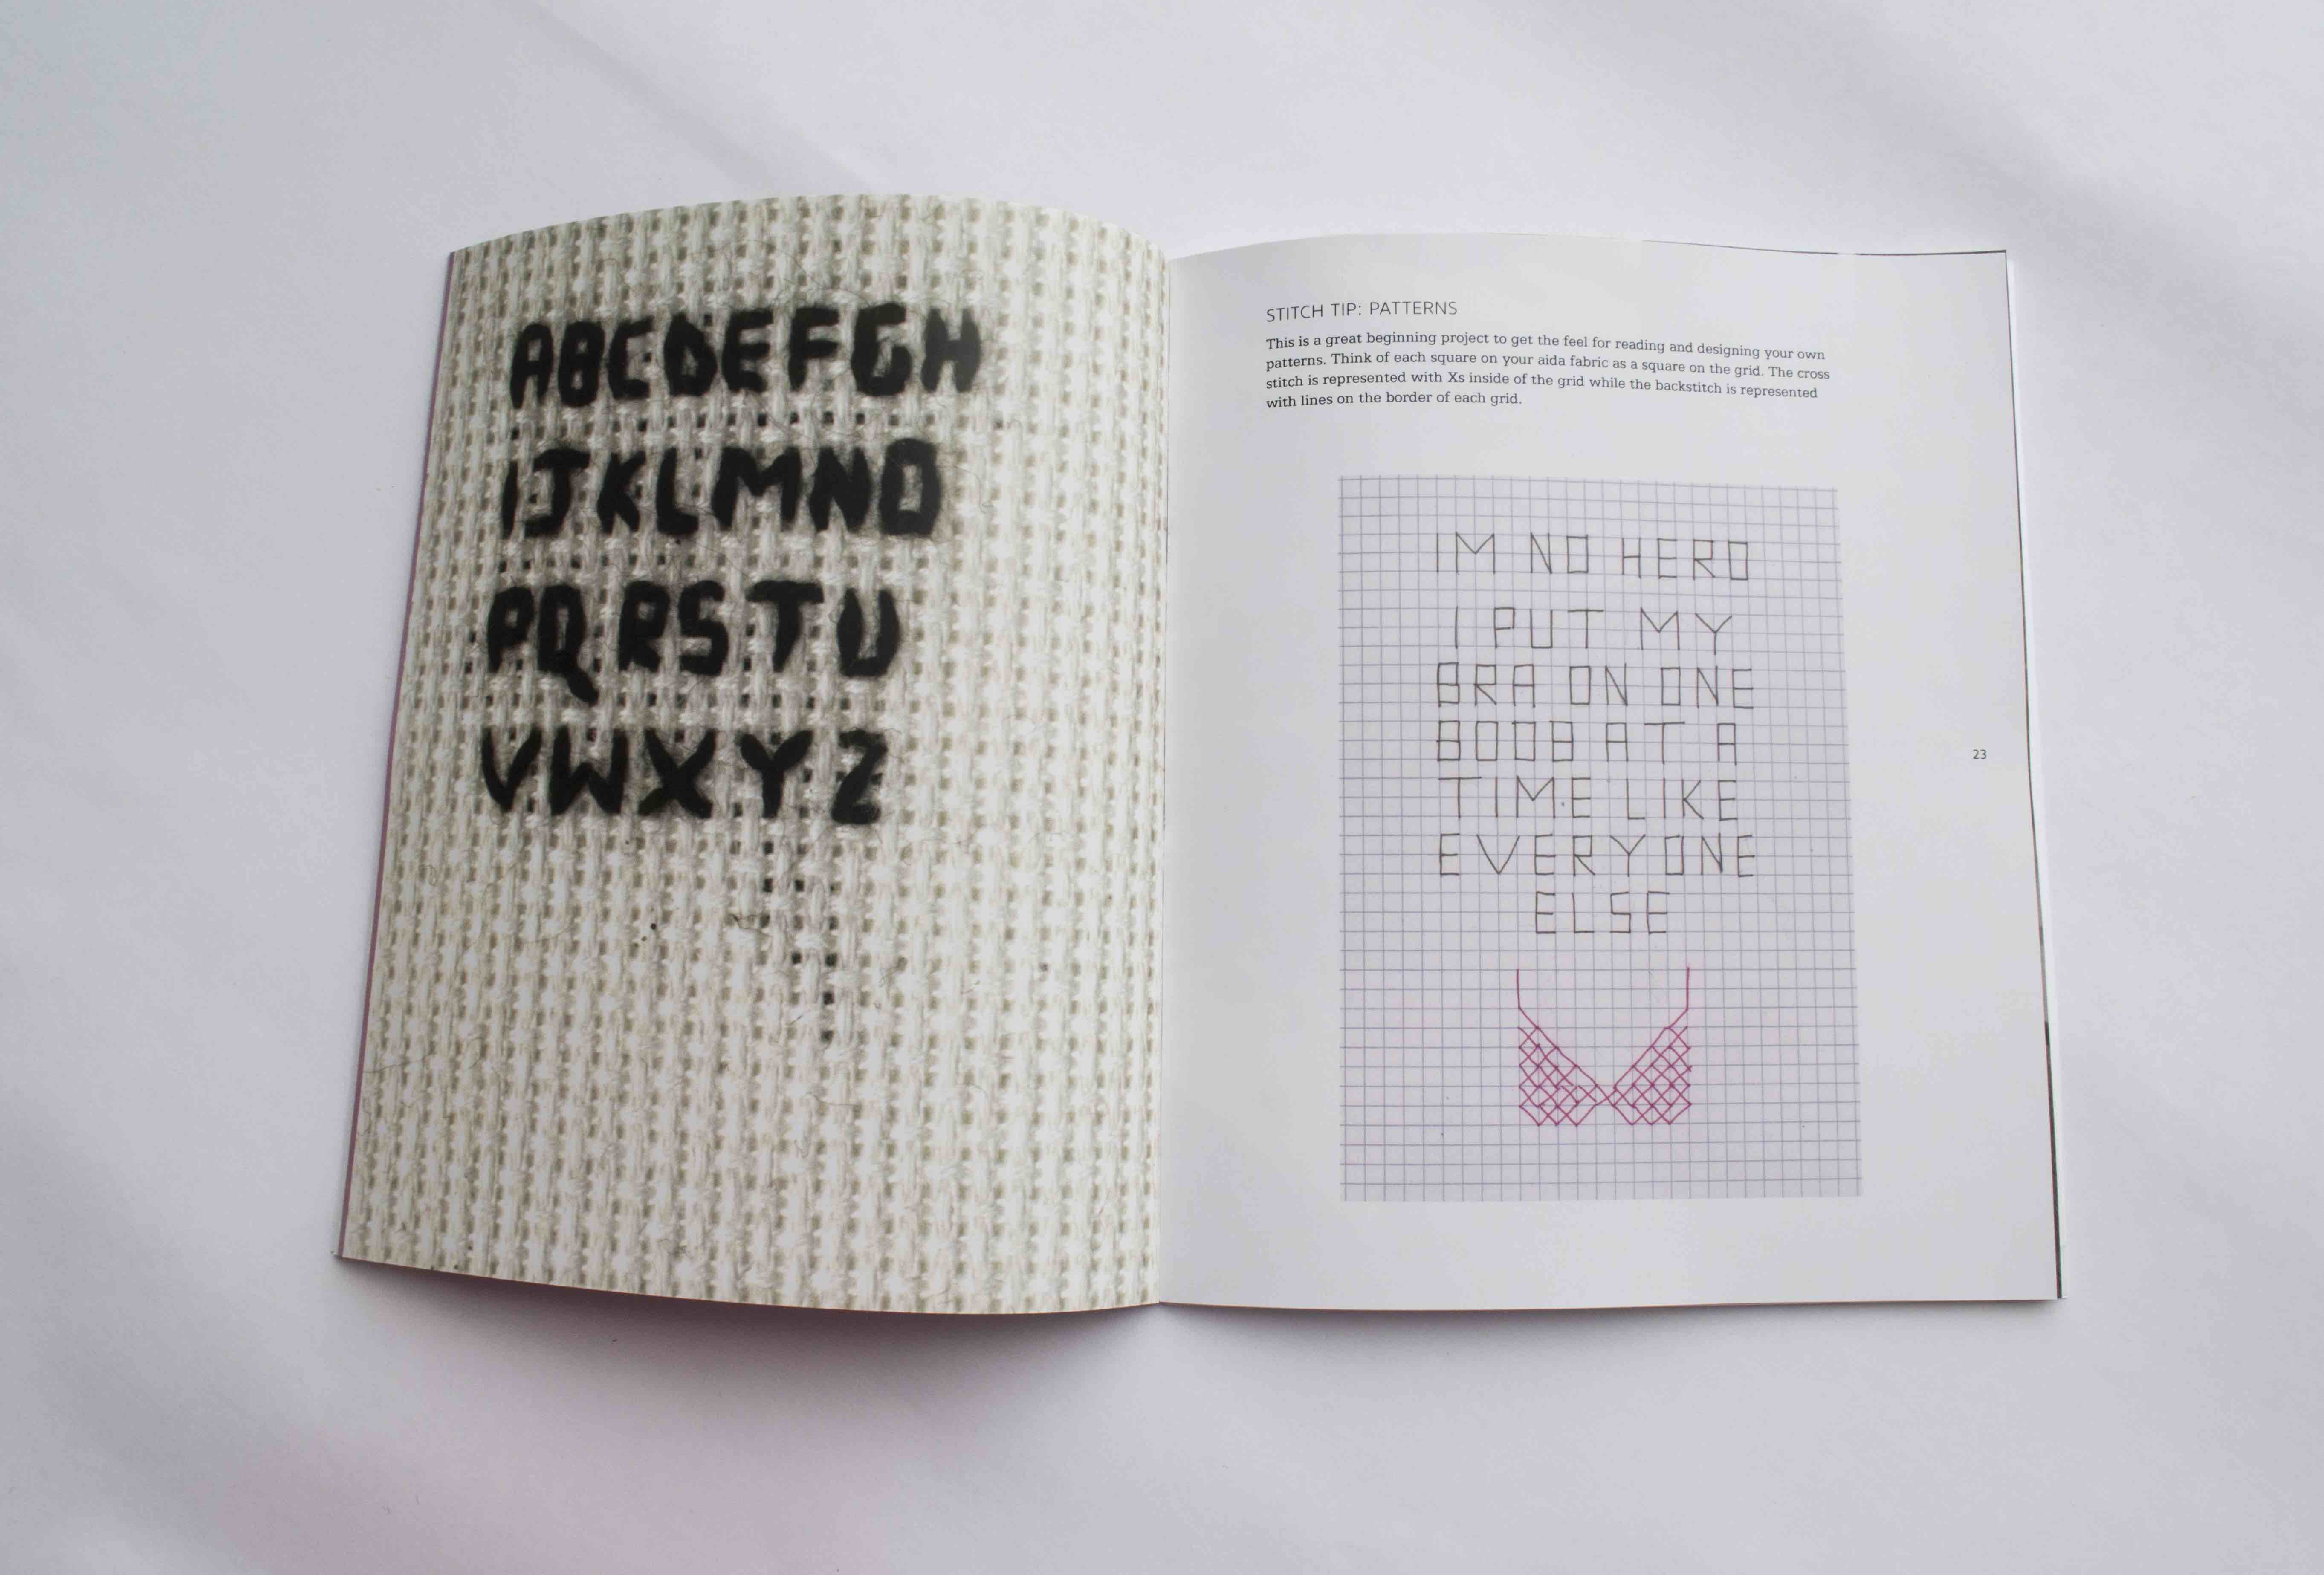 ABCDEFGH
IJKLMNO
PQRSTU
VWXYZ
STITCH TIP: PATTERNS
This is a great beginning project to get the feel for reading and designing your own
patterns. Think of each square on your aida fabric as a square on the grid. The cross
stitch is represented with Xs inside of the grid while the backstitch is represented
with lines on the border of each grid.
IM NO HERO
I PUT MY
BRA ON ONE
BOOB AT A
TIME LIKE
EVERYONE
ELSE
23